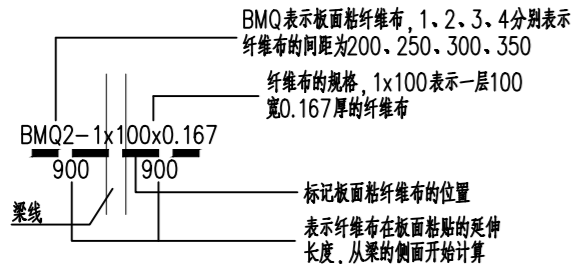 BMQ表示板面粘纤维布，1、2、3、4分别表示
纤维布的间距为200、250、300、350
纤维布的规格，1x100表示一层100
宽0.167厚的纤维布
BMQ2-1x100x0.167
900 900
标记板面粘纤维布的位置
梁线
表示纤维布在板面粘贴的延伸
长度，从梁的侧面开始计算